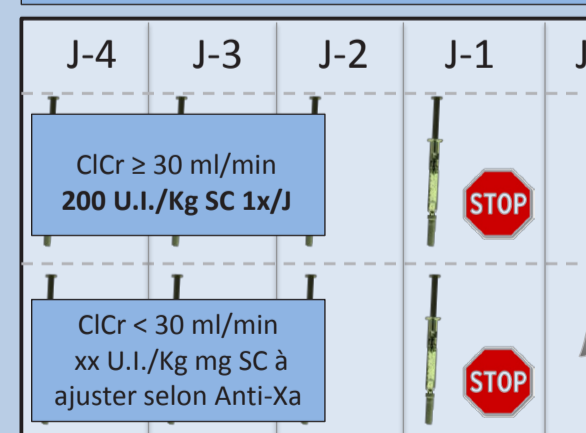 J-4 J-3 J-2 J-1 J
ClCr ≥ 30 ml/min
200 U.I./Kg SC 1x/J
STOP
ClCr < 30 ml/min
xx U.I./Kg mg SC à
ajuster selon Anti-Xa
STOP